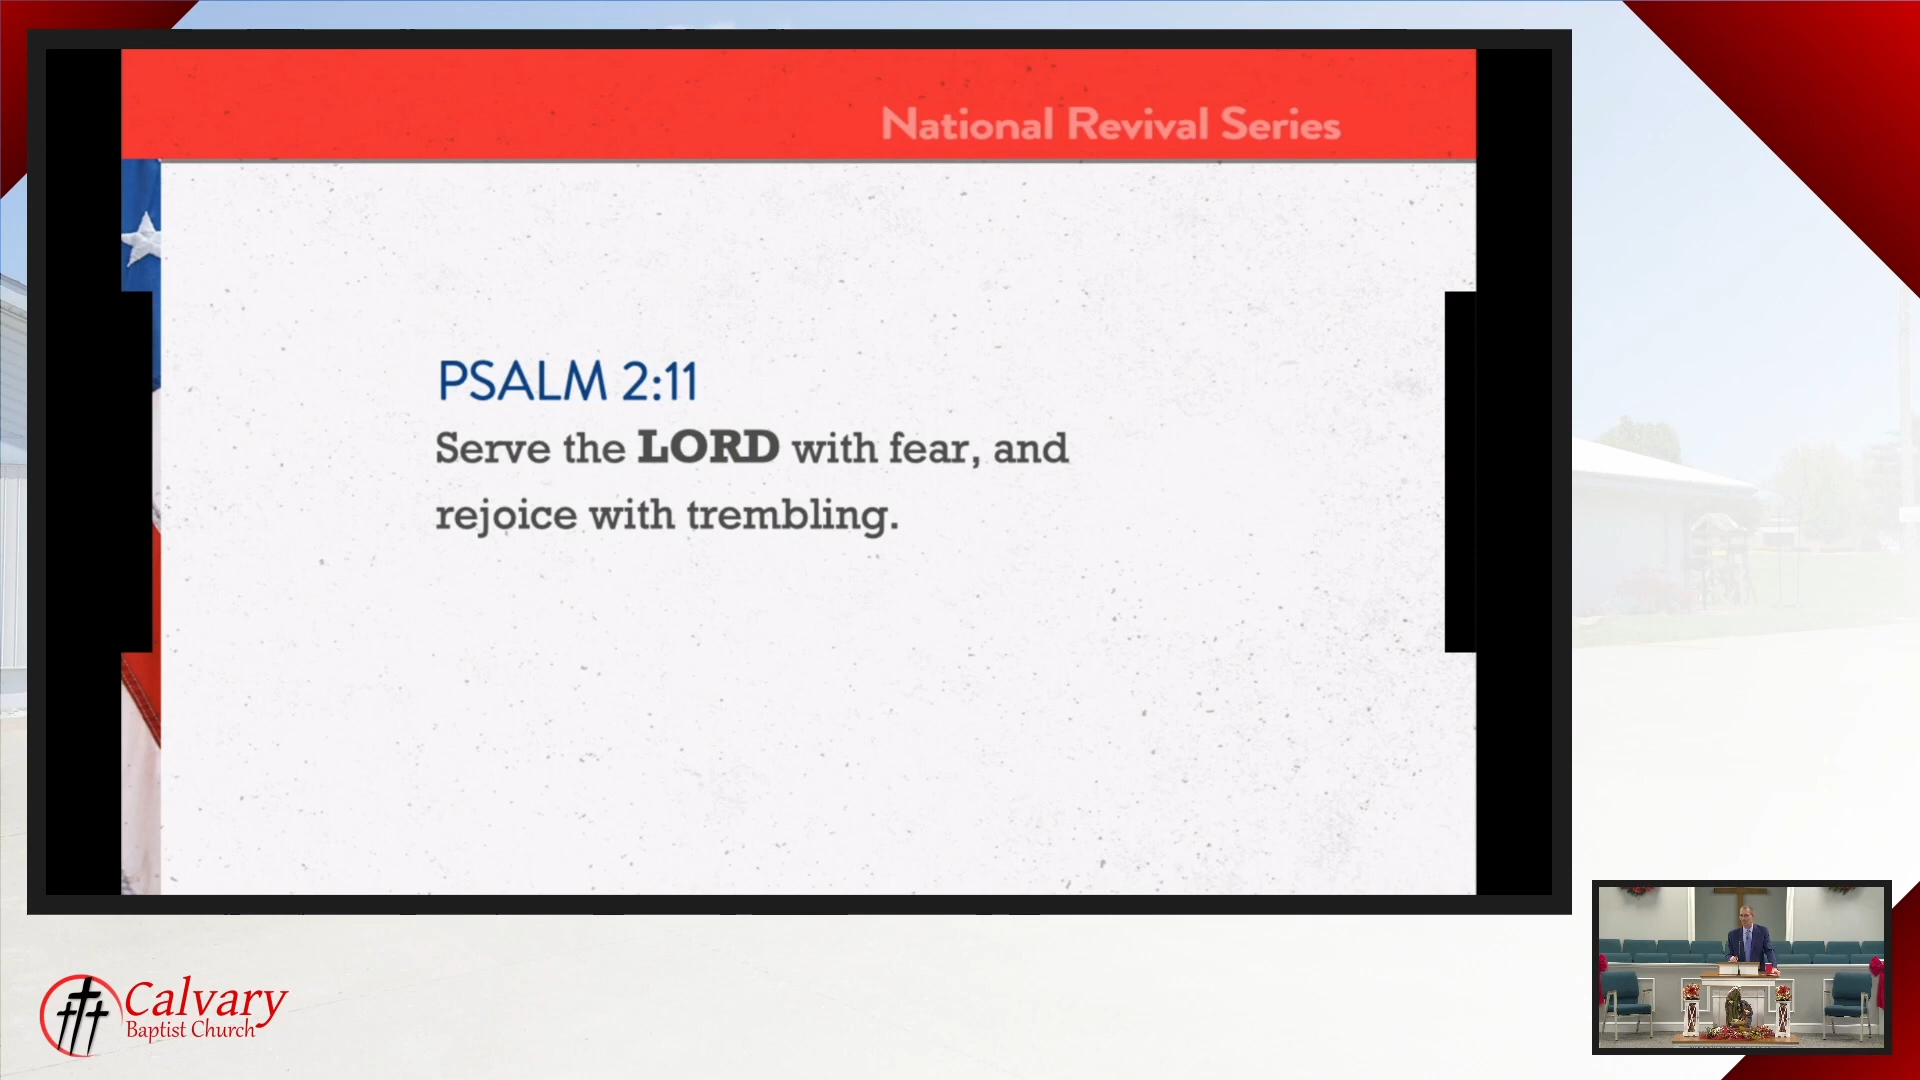 National Revival Series
PSALM 2:11
Serve the LORD with fear, and
rejoice with trembling.
Calvary
Baptist Church